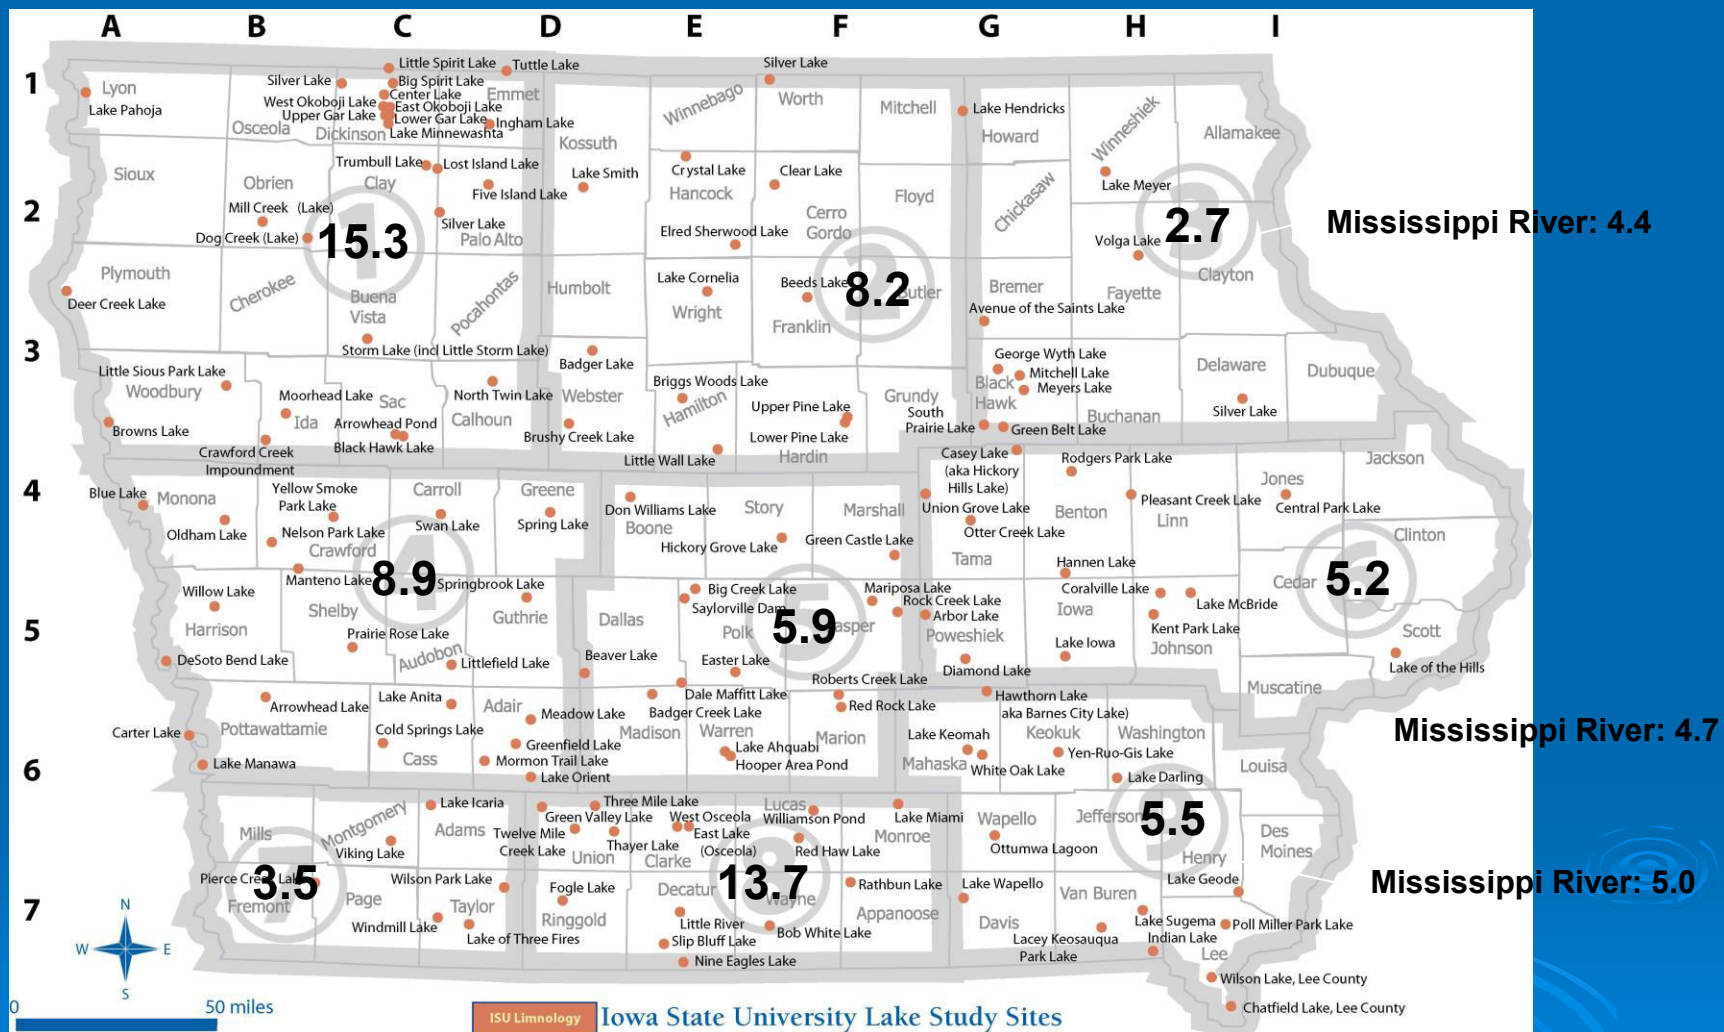 A B C D E F G H I
1
2
3
4
5
6
7
Lyon
Lake Pahoja
Osceola
Silver Lake
Little Spirit Lake
Big Spirit Lake
Center Lake
West Okoboji Lake
East Okoboji Lake
Upper Gar Lake
Lower Gar Lake
Dickinson
Lake Minnewashta
Tuttle Lake
Emmet
Ingham Lake
Kossuth
Winnebago
Silver Lake
Worth
Mitchell
Lake Hendricks
Howard
Winneshiek
Allamakee
Sioux
Obrien
Clay
Trumbull Lake
Lost Island Lake
Five Island Lake
Lake Smith
Crystal Lake
Hancock
Clear Lake
Cerro
Gordo
Floyd
Chickasaw
Lake Meyer
Mill Creek (Lake)
Dog Creek (Lake)
1
15.3
Silver Lake
Palo Alto
Elred Sherwood Lake
Volga Lake
3
2.7
Clayton
Mississippi River: 4.4
Plymouth
Deer Creek Lake
Cherokee
Buena
Vista
Storm Lake (incl Little Storm Lake)
Pocahontas
Humbolt
Lake Cornelia
Wright
Beeds Lake
Franklin
2
8.2
Butler
Bremer
Avenue of the Saints Lake
Fayette
Little Sious Park Lake
Woodbury
Browns Lake
Moorhead Lake
Ida
Sac
Arrowhead Pond
Black Hawk Lake
Crawford Creek
Impoundment
North Twin Lake
Calhoun
Badger Lake
Webster
Brushy Creek Lake
Briggs Woods Lake
Hamilton
Little Wall Lake
Upper Pine Lake
Lower Pine Lake
Hardin
Grundy
South
Prairie Lake
George Wyth Lake
Mitchell Lake
Meyers Lake
Black
Hawk
Green Belt Lake
Buchanan
Delaware
Silver Lake
Dubuque
Blue Lake
Monona
Oldham Lake
Yellow Smoke
Park Lake
Nelson Park Lake
Crawford
Manteno Lake
Carroll
Swan Lake
Greene
Spring Lake
Don Williams Lake
Boone
Story
Hickory Grove Lake
Marshall
Green Castle Lake
Casey Lake
(aka Hickory
Hills Lake)
Union Grove Lake
Otter Creek Lake
Tama
Rodgers Park Lake
Benton
Pleasant Creek Lake
Linn
Hannen Lake
Jones
Central Park Lake
Jackson
Clinton
Cedar
6
5.2
Willow Lake
Harrison
DeSoto Bend Lake
Shelby
Prairie Rose Lake
4
8.9
Springbrook Lake
Guthrie
Audobon
Littlefield Lake
Dallas
Beaver Lake
Big Creek Lake
Saylorville Dam
Polk
Easter Lake
5
5.9
Jasper
Mariposa Lake
Rock Creek Lake
Arbor Lake
Poweshiek
Diamond Lake
Coralville Lake
Iowa
Lake Iowa
Lake McBride
Kent Park Lake
Johnson
Scott
Lake of the Hills
Muscatine
Arrowhead Lake
Pottawattamie
Carter Lake
Lake Manawa
Lake Anita
Cold Springs Lake
Cass
Adair
Meadow Lake
Greenfield Lake
Mormon Trail Lake
Lake Orient
Madison
Dale Maffitt Lake
Badger Creek Lake
Warren
Lake Ahquabi
Hooper Area Pond
Roberts Creek Lake
Red Rock Lake
Marion
Lake Keomah
Mahaska
White Oak Lake
Hawthorn Lake
aka Barnes City Lake)
Keokuk
Yen-Ruo-Gis Lake
Washington
Lake Darling
Louisa
Mississippi River: 4.7
Mills
Montgomery
Viking Lake
Lake Icaria
Adams
Three Mile Lake
Green Valley Lake
Twelve Mile
Creek Lake
Union
Thayer Lake
Clarke
West Osceola
East Lake
(Osceola)
Lucas
Williamson Pond
Red Haw Lake
Lake Miami
Monroe
Wapello
Ottumwa Lagoon
Jefferson
9
5.5
Henry
Lake Geode
Des
Moines
Pierce Creek Lake
Fremont
7
3.5
Page
Wilson Park Lake
Taylor
Windmill Lake
Lake of Three Fires
Fogle Lake
Ringgold
Decatur
Little River
Slip Bluff Lake
Nine Eagles Lake
8
13.7
Wayne
Bob White Lake
Rathbun Lake
Appanoose
Lake Wapello
Davis
Van Buren
Lacey Keosauqua
Park Lake
Lake Sugema
Indian Lake
Lee
Poll Miller Park Lake
Wilson Lake, Lee County
Chatfield Lake, Lee County
Mississippi River: 5.0
N
W E
S
0 50 miles
ISU Limnology
Iowa State University Lake Study Sites